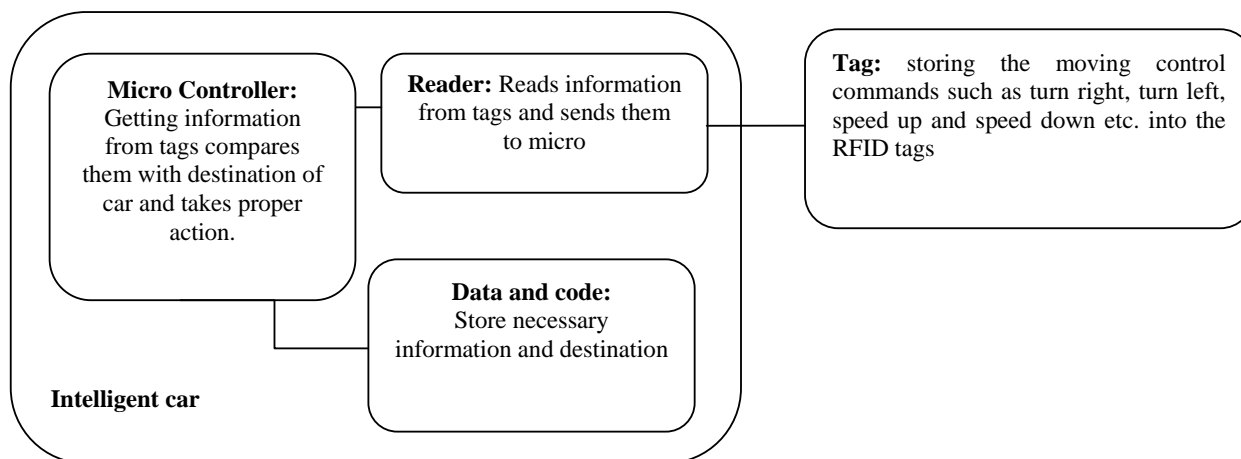 Micro Controller:
Getting information
from tags compares
them with destination of
car and takes proper
action.
Reader: Reads information
from tags and sends them
to micro
Tag: storing the moving control
commands such as turn right, turn left,
speed up and speed down etc. into the
RFID tags
Data and code:
Store necessary
information and destination
Intelligent car